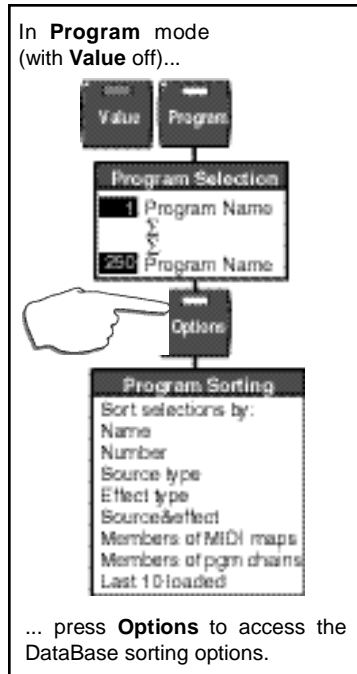 In Program mode
(with Value off)...
Value Program
Program Selection
1 Program Name
250 Program Name
Options
Program Sorting
Sort selections by:
Name
Number
Source type
Effect type
Source&effect
Members of MIDI maps
Members of pgm chains
Last 10 loaded
... press Options to access the
DataBase sorting options.